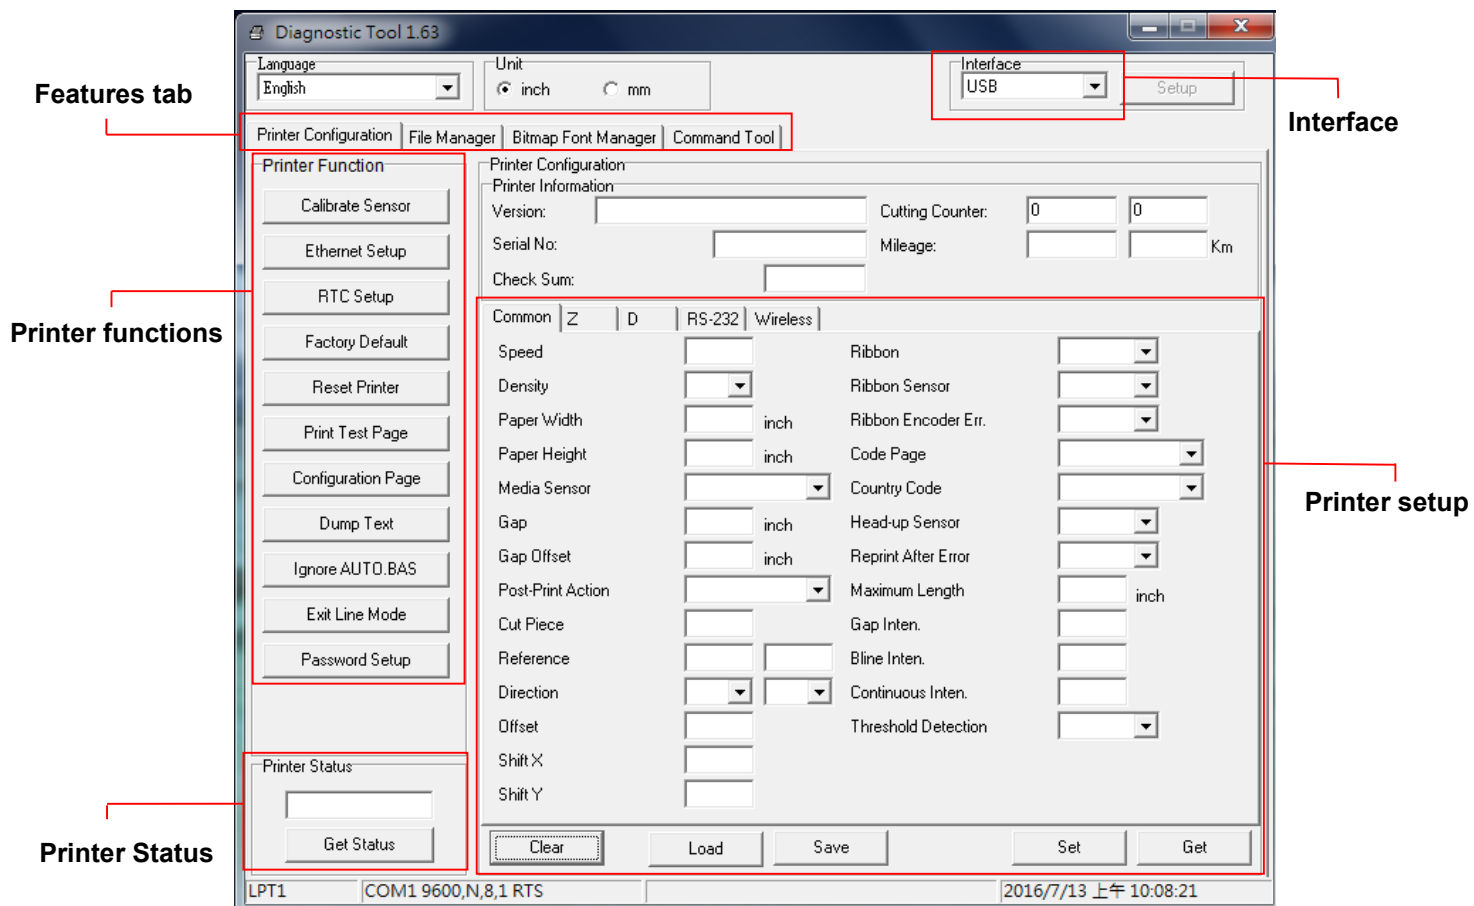 Diagnostic Tool 1.63
Language
English
Unit
inch
mm
Interface
USB
Setup
Features tab
Interface
Printer Configuration
File Manager
Bitmap Font Manager
Command Tool
Printer Function
Calibrate Sensor
Ethernet Setup
RTC Setup
Factory Default
Reset Printer
Print Test Page
Configuration Page
Dump Text
Ignore AUTO.BAS
Exit Line Mode
Password Setup
Printer functions
Printer Configuration
Printer Information
Version:
Cutting Counter: 0 0
Serial No:
Mileage: Km
Check Sum:
Common Z D RS-232 Wireless
Speed
Density
Paper Width inch
Paper Height inch
Media Sensor
Gap inch
Gap Offset inch
Post-Print Action
Cut Piece
Reference
Direction
Offset
Shift X
Shift Y
Ribbon
Ribbon Sensor
Ribbon Encoder Err.
Code Page
Country Code
Head-up Sensor
Reprint After Error
Maximum Length inch
Gap Inten.
Bline Inten.
Continuous Inten.
Threshold Detection
Printer setup
Printer Status
Get Status
Printer Status
Clear Load Save Set Get
LPT1 COM1 9600,N,8,1 RTS 2016/7/13 上午 10:08:21